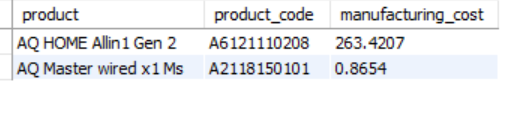 product product_code manufacturing_cost
AQ HOME Allin1 Gen 2 A6121110208 263.4207
AQ Master wired x1 Ms A2118150101 0.8654